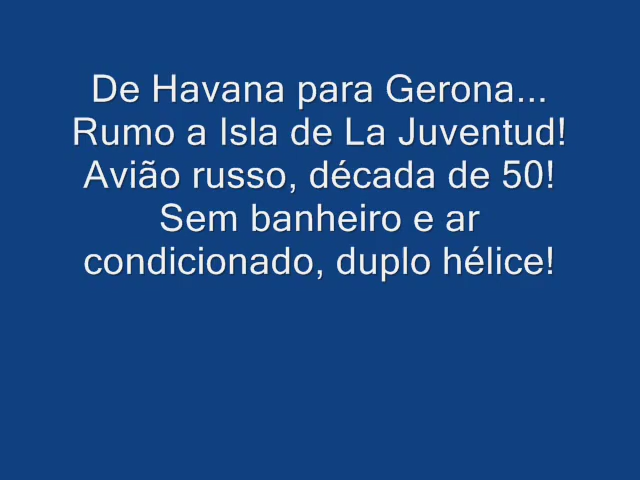 De Havana para Gerona...
Rumo a Isla de La Juventud!
Avião russo, década de 50!
Sem banheiro e ar
condicionado, duplo hélice!